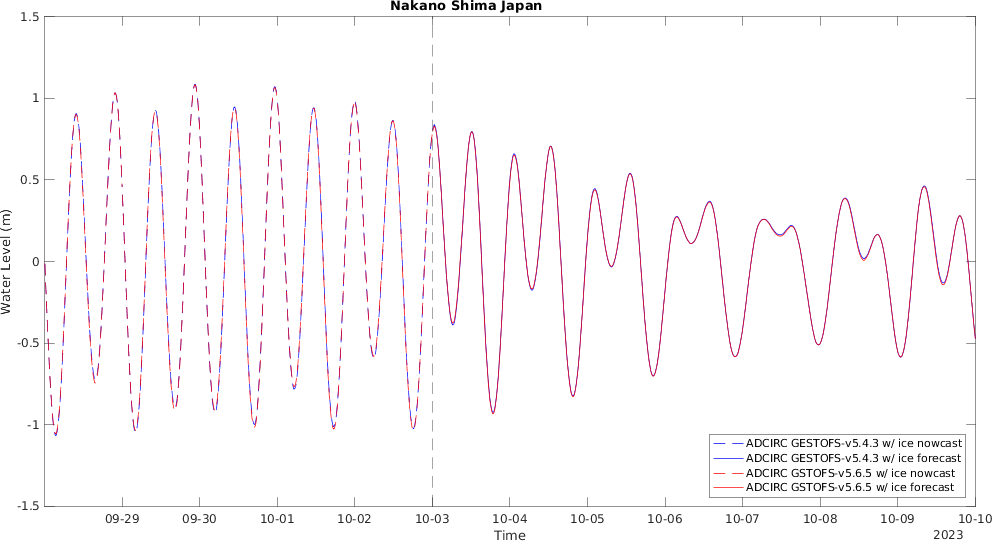 Nakano Shima Japan
1.5
1
0.5
0
-0.5
-1
-1.5
Water Level (m)
ADCIRC GESTOFS-v5.4.3 w/ ice nowcast
ADCIRC GESTOFS-v5.4.3 w/ ice forecast
ADCIRC GSTOFS-v5.6.5 w/ ice nowcast
ADCIRC GSTOFS-v5.6.5 w/ ice forecast
09-29 09-30 10-01 10-02 10-03 10-04 10-05 10-06 10-07 10-08 10-09 10-10
Time
2023